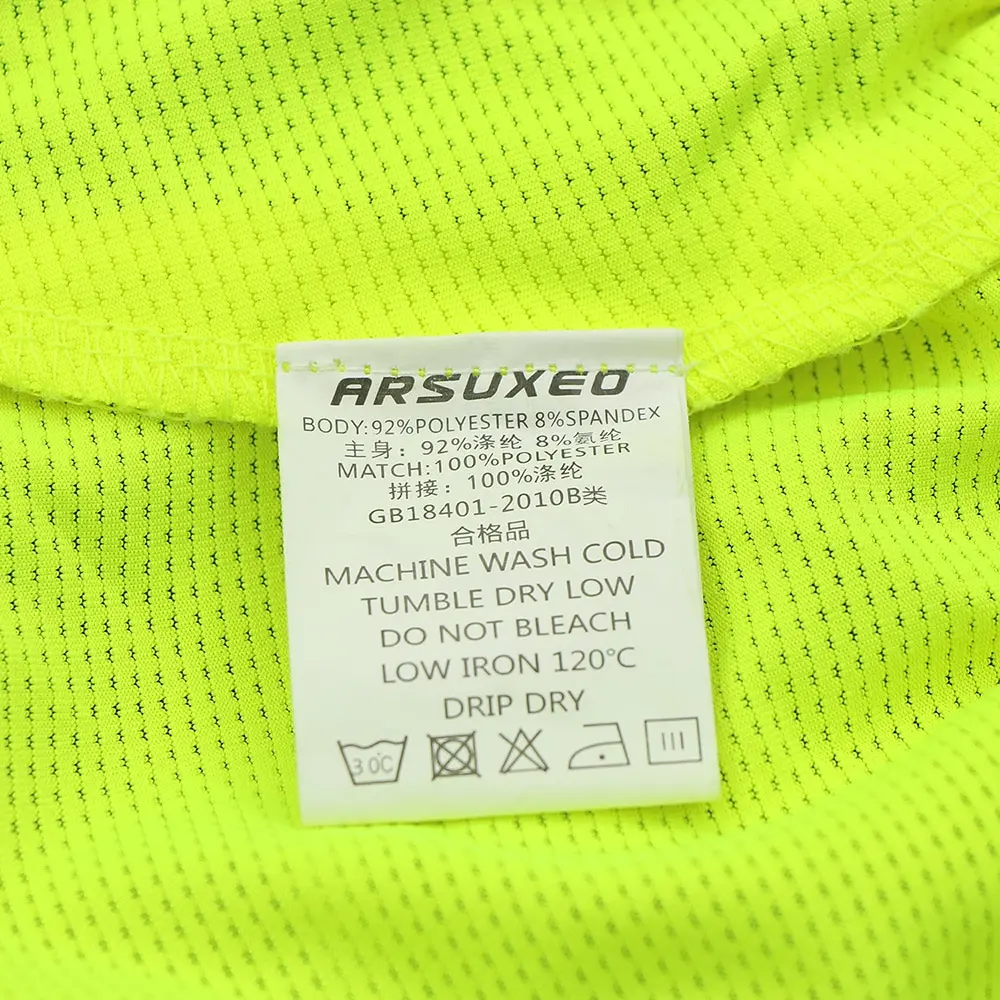 ARSUXEO
BODY:92%POLYESTER 8%SPANDEX
主身：92%涤纶 8%氨纶
MATCH:100%POLYESTER
拼接：100%涤纶
GB18401-2010B类
合格品
MACHINE WASH COLD
TUMBLE DRY LOW
DO NOT BLEACH
LOW IRON 120°C
DRIP DRY
30C